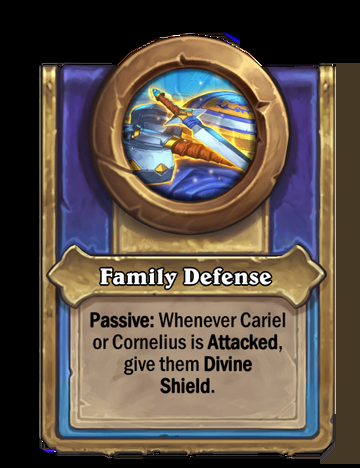 Family Defense
Passive: Whenever Cariel
or Cornelius is Attacked,
give them Divine
Shield.